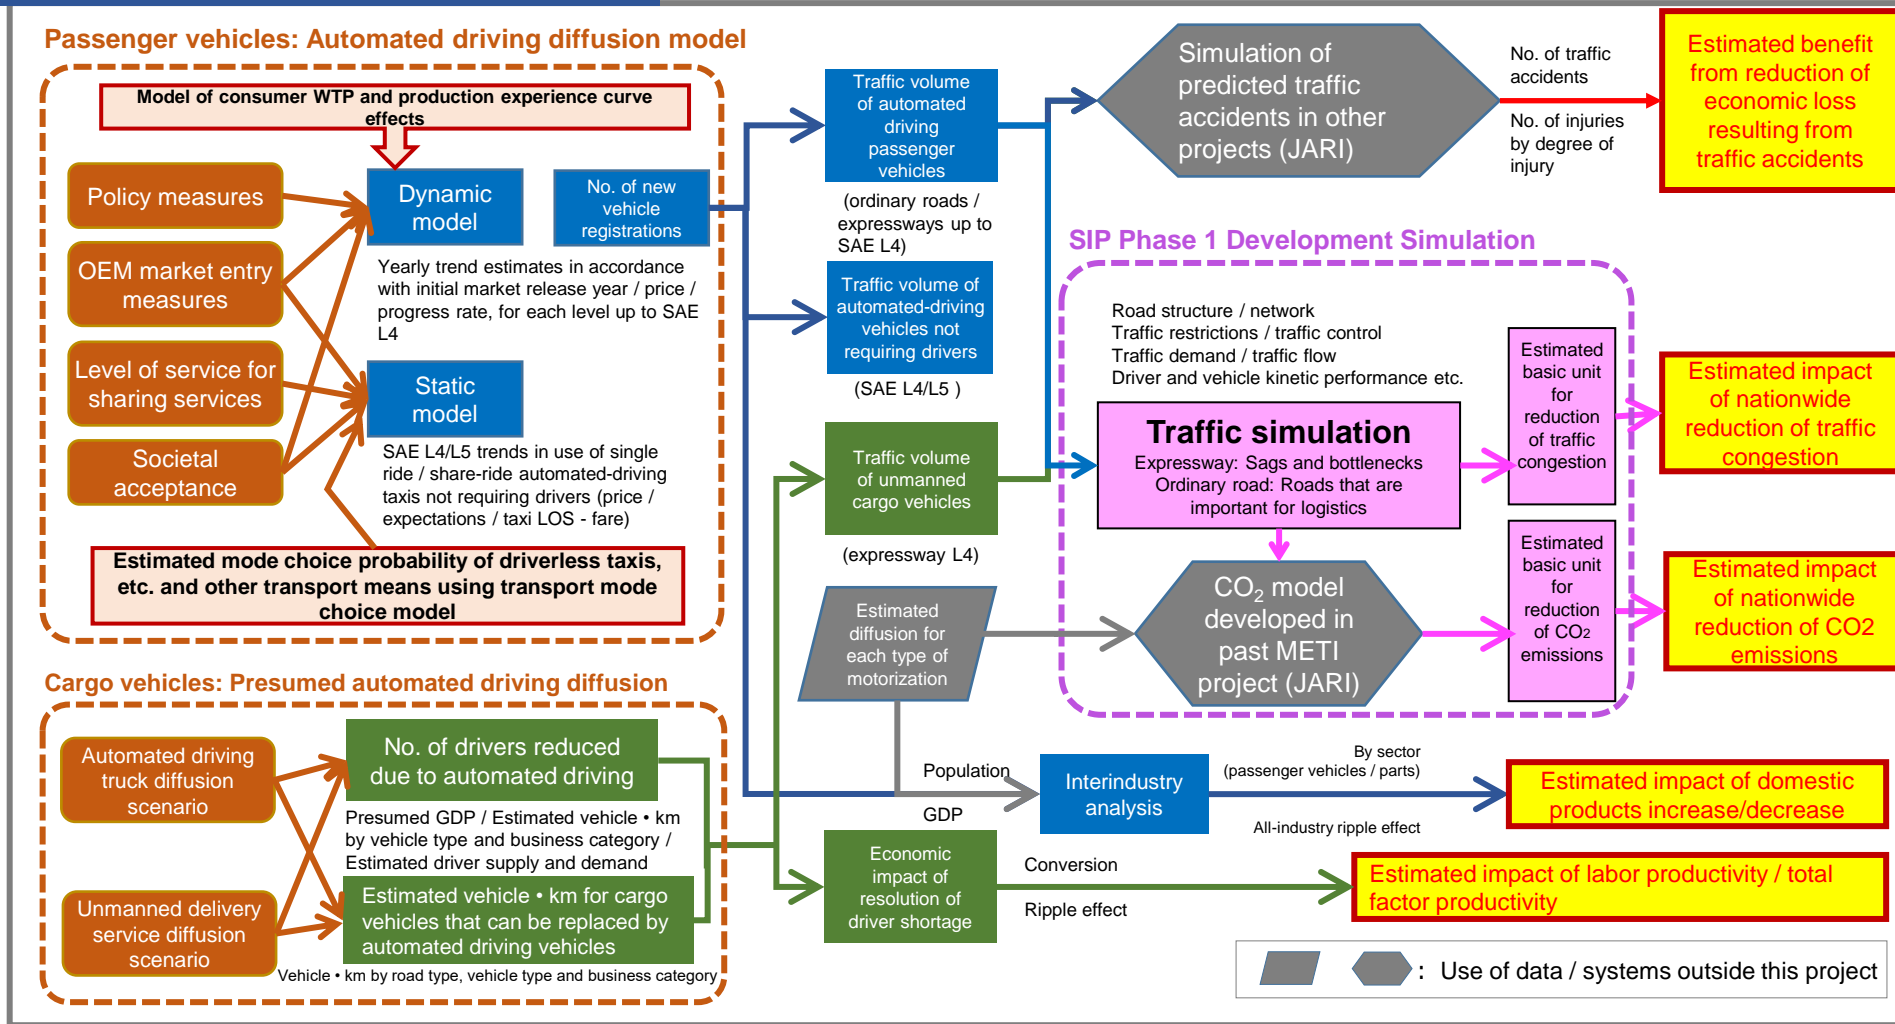 Passenger vehicles: Automated driving diffusion model
Model of consumer WTP and production experience curve
effects
Policy measures
OEM market entry
measures
Level of service for
sharing services
Societal
acceptance
Dynamic
model
No. of new
vehicle
registrations
Yearly trend estimates in accordance
with initial market release year / price /
progress rate, for each level up to SAE
L4
Static
model
SAE L4/L5 trends in use of single
ride / share-ride automated-driving
taxis not requiring drivers (price /
expectations / taxi LOS - fare)
Estimated mode choice probability of driverless taxis,
etc. and other transport means using transport mode
choice model
Cargo vehicles: Presumed automated driving diffusion
Automated driving
truck diffusion
scenario
Unmanned delivery
service diffusion
scenario
No. of drivers reduced
due to automated driving
Presumed GDP / Estimated vehicle • km
by vehicle type and business category /
Estimated driver supply and demand
Estimated vehicle • km for cargo
vehicles that can be replaced by
automated driving vehicles
Vehicle • km by road type, vehicle type and business category
Traffic volume
of automated
driving
passenger
vehicles
(ordinary roads /
expressways up to
SAE L4)
Traffic volume of
automated-driving
vehicles not
requiring drivers
(SAE L4/L5 )
Traffic volume
of unmanned
cargo vehicles
(expressway L4)
Estimated
diffusion for
each type of
motorization
Population
GDP
Economic
impact of
resolution of
driver shortage
Simulation of
predicted traffic
accidents in other
projects (JARI)
No. of traffic
accidents
No. of injuries
by degree of
injury
Estimated benefit
from reduction of
economic loss
resulting from
traffic accidents
SIP Phase 1 Development Simulation
Road structure / network
Traffic restrictions / traffic control
Traffic demand / traffic flow
Driver and vehicle kinetic performance etc.
Traffic simulation
Expressway: Sags and bottlenecks
Ordinary road: Roads that are
important for logistics
CO2 model
developed in
past METI
project (JARI)
Estimated
basic unit
for
reduction
of traffic
congestion
Estimated
basic unit
for
reduction
of CO2
emissions
Estimated impact
of nationwide
reduction of traffic
congestion
Estimated impact
of nationwide
reduction of CO2
emissions
Interindustry
analysis
By sector
(passenger vehicles / parts)
All-industry ripple effect
Estimated impact of domestic
products increase/decrease
Conversion
Ripple effect
Estimated impact of labor productivity / total
factor productivity
: Use of data / systems outside this project